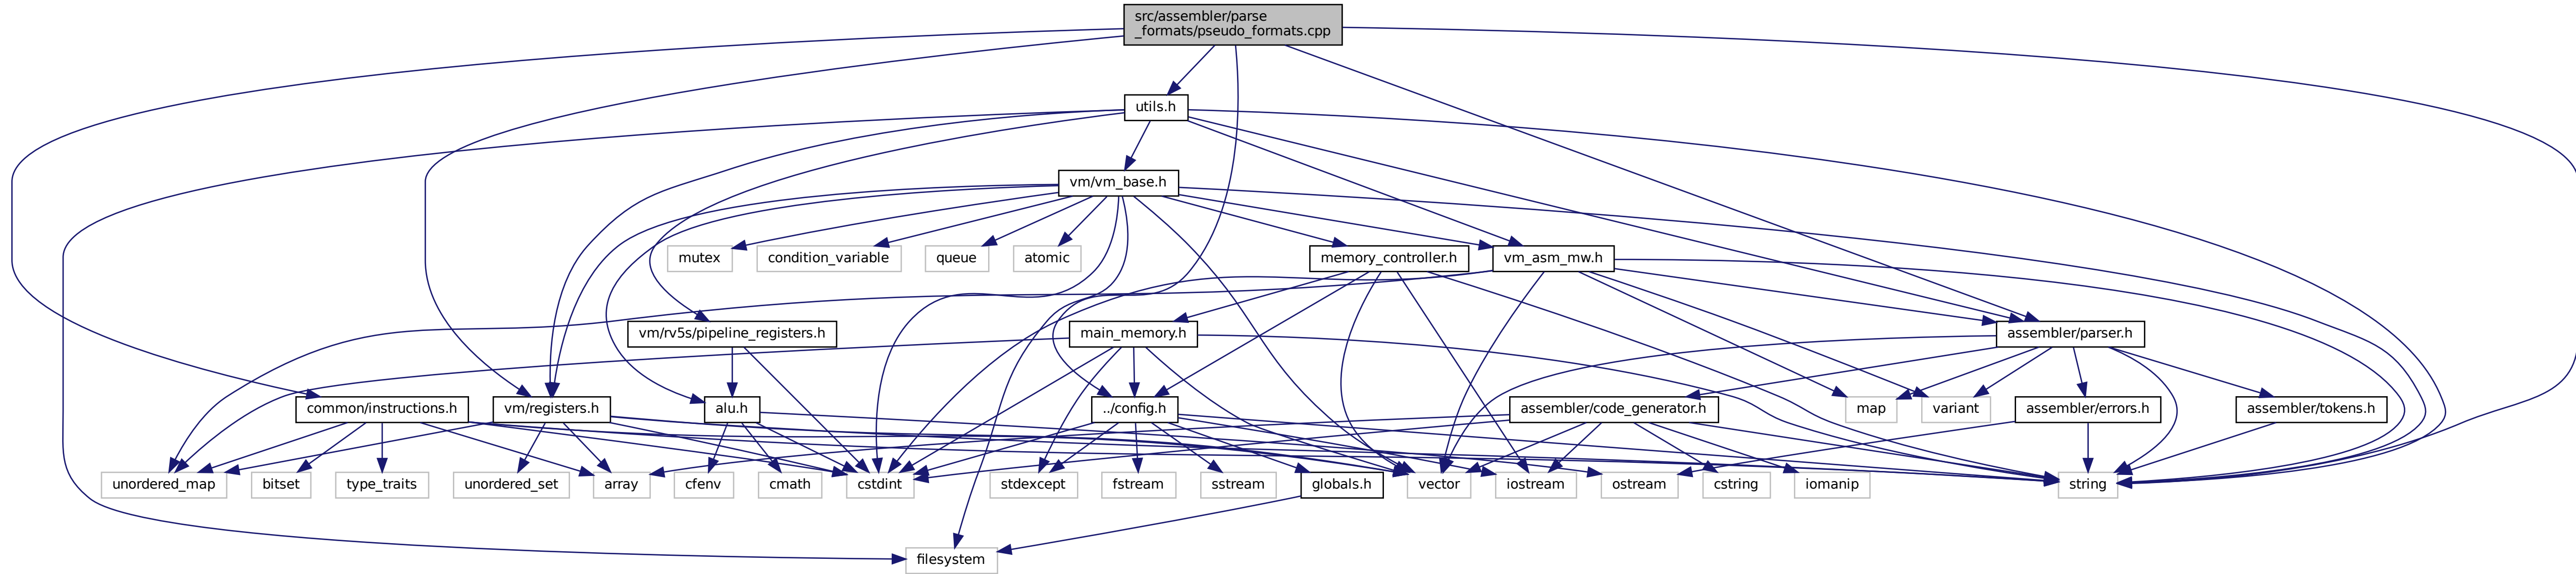 src/assembler/parse
_formats/pseudo_formats.cpp
utils.h
vm/vm_base.h
mutex
condition_variable
queue
atomic
memory_controller.h
vm_asm_mw.h
vm/rv5s/pipeline_registers.h
main_memory.h
assembler/parser.h
common/instructions.h
vm/registers.h
alu.h
../config.h
assembler/code_generator.h
map
variant
assembler/errors.h
assembler/tokens.h
unordered_map
bitset
type_traits
unordered_set
array
cfenv
cmath
cstdint
stdexcept
fstream
sstream
globals.h
vector
iostream
ostream
cstring
iomanip
string
filesystem